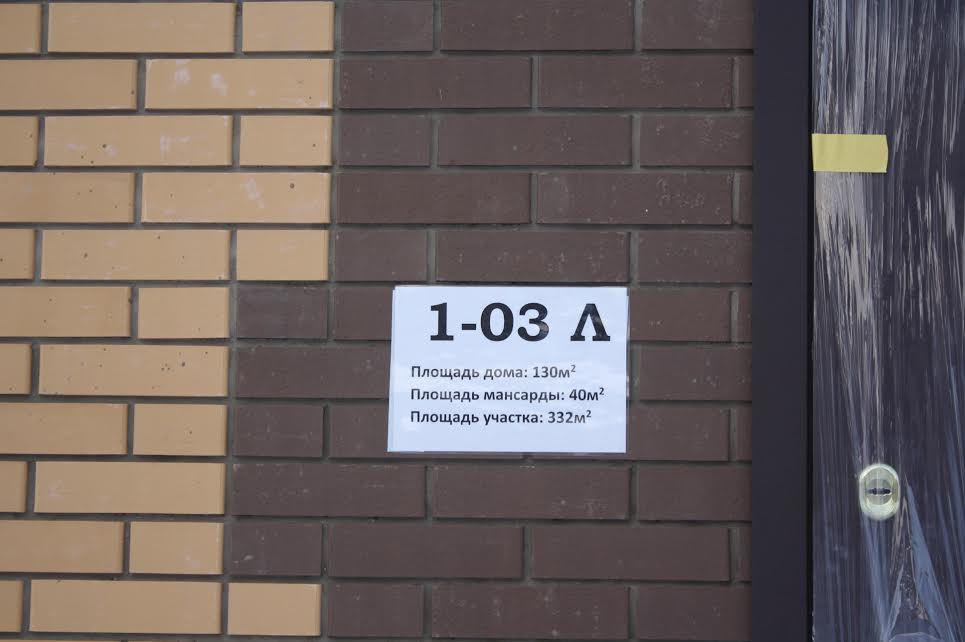 1-03 Л
Площадь дома: 130м²
Площадь мансарды: 40м²
Площадь участка: 332м²